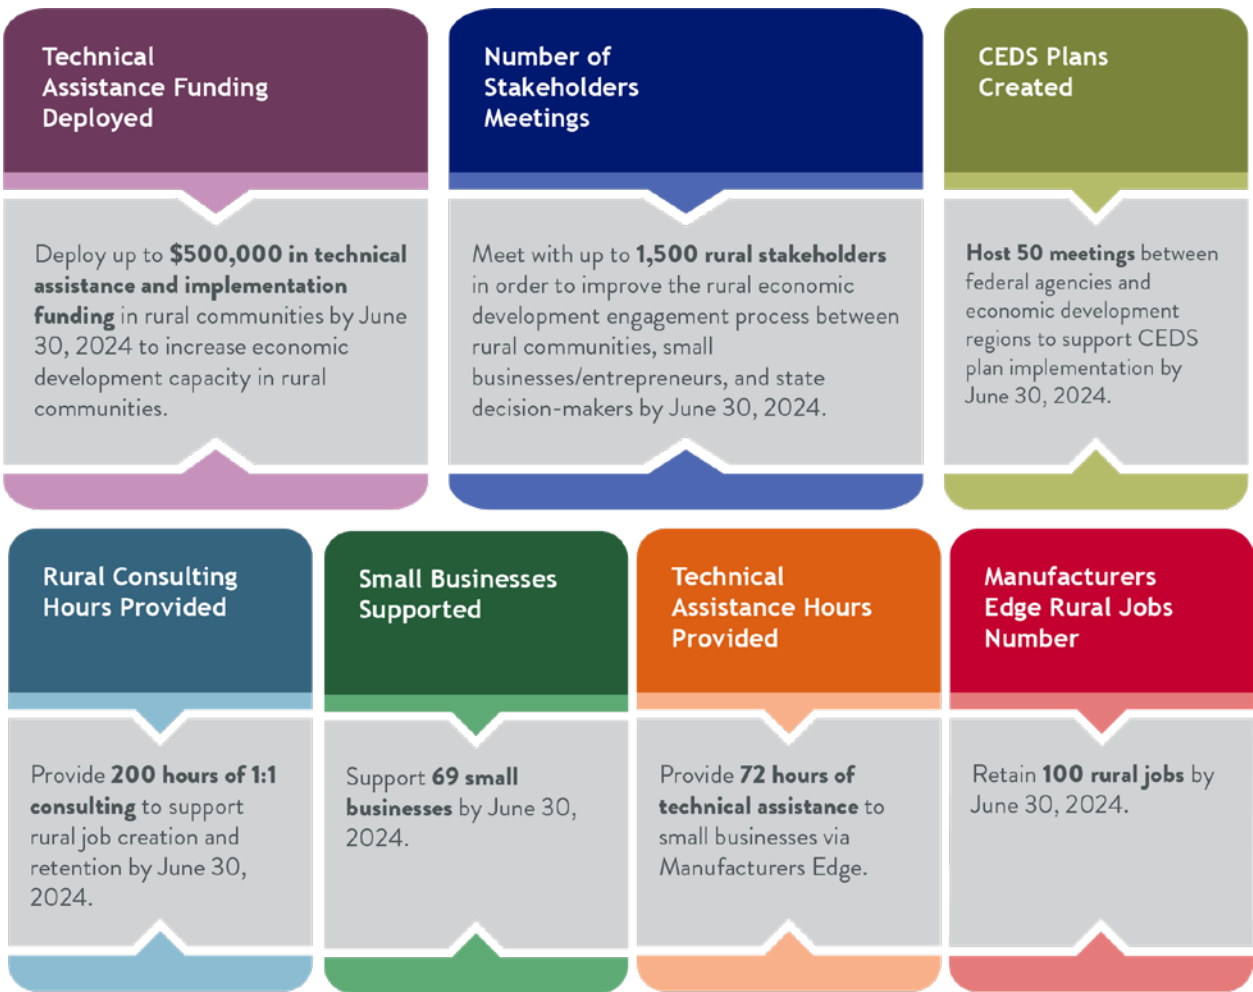 Technical
Assistance Funding
Deployed
Deploy up to $500,000 in technical
assistance and implementation
funding in rural communities by June
30, 2024 to increase economic
development capacity in rural
communities.
Number of
Stakeholders
Meetings
Meet with up to 1,500 rural stakeholders
in order to improve the rural economic
development engagement process between
rural communities, small
businesses/entrepreneurs, and state
decision-makers by June 30, 2024.
CEDS Plans
Created
Host 50 meetings between
federal agencies and
economic development
regions to support CEDS
plan implementation by
June 30, 2024.
Rural Consulting
Hours Provided
Provide 200 hours of 1:1
consulting to support
rural job creation and
retention by June 30,
2024.
Small Businesses
Supported
Support 69 small
businesses by June 30,
2024.
Technical
Assistance Hours
Provided
Provide 72 hours of
technical assistance to
small businesses via
Manufacturers Edge.
Manufacturers
Edge Rural Jobs
Number
Retain 100 rural jobs by
June 30, 2024.